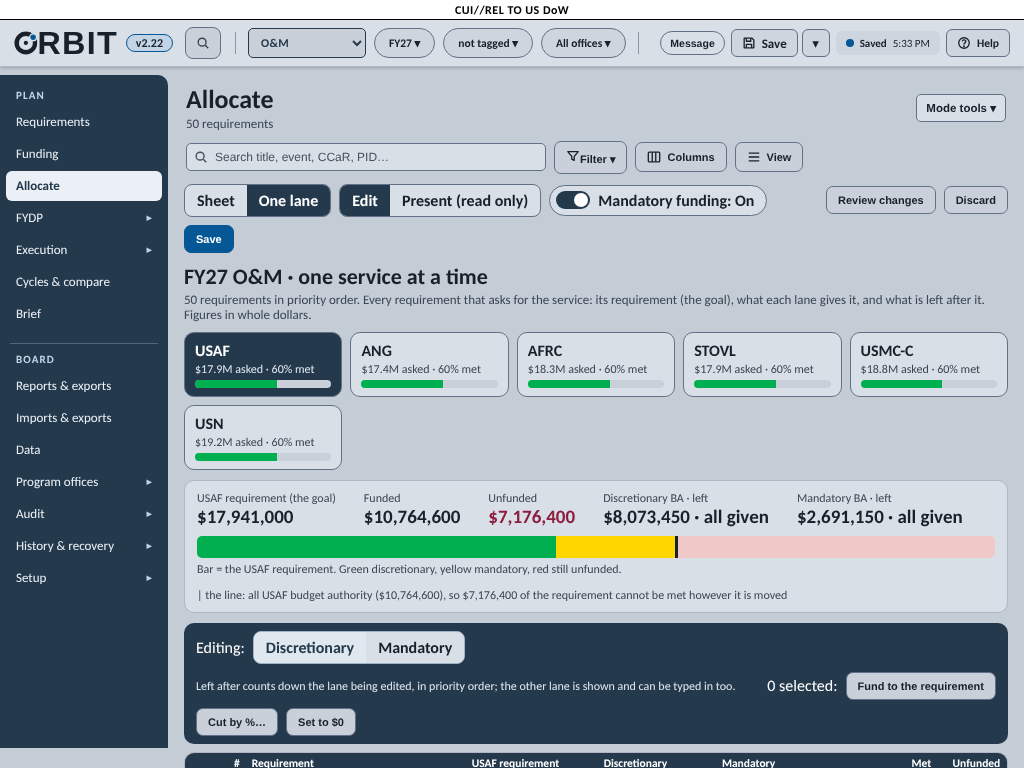 CUI//REL TO US DoW
ORBIT v2.22 O&M FY27 ▾ not tagged ▾ All offices ▾ Message Save ▾ Saved 5:33 PM Help
PLAN
Requirements
Funding
Allocate
FYDP ▸
Execution ▸
Cycles & compare
Brief
BOARD
Reports & exports
Imports & exports
Data
Program offices ▸
Audit ▸
History & recovery ▸
Setup ▸
Allocate
50 requirements
Mode tools ▾
Search title, event, CCaR, PID… Filter ▾ Columns View
Sheet One lane Edit Present (read only) Mandatory funding: On Review changes Discard
Save
FY27 O&M · one service at a time
50 requirements in priority order. Every requirement that asks for the service: its requirement (the goal), what each lane gives it, and what is left after it.
Figures in whole dollars.
USAF
$17.9M asked · 60% met
ANG
$17.4M asked · 60% met
AFRC
$18.3M asked · 60% met
STOVL
$17.9M asked · 60% met
USMC-C
$18.8M asked · 60% met
USN
$19.2M asked · 60% met
USAF requirement (the goal) Funded Unfunded Discretionary BA · left Mandatory BA · left
$17,941,000 $10,764,600 $7,176,400 $8,073,450 · all given $2,691,150 · all given
Bar = the USAF requirement. Green discretionary, yellow mandatory, red still unfunded.
| the line: all USAF budget authority ($10,764,600), so $7,176,400 of the requirement cannot be met however it is moved
Editing: Discretionary Mandatory
Left after counts down the lane being edited, in priority order; the other lane is shown and can be typed in too. 0 selected: Fund to the requirement
Cut by %… Set to $0
# Requirement USAF requirement Discretionary Mandatory Met Unfunded